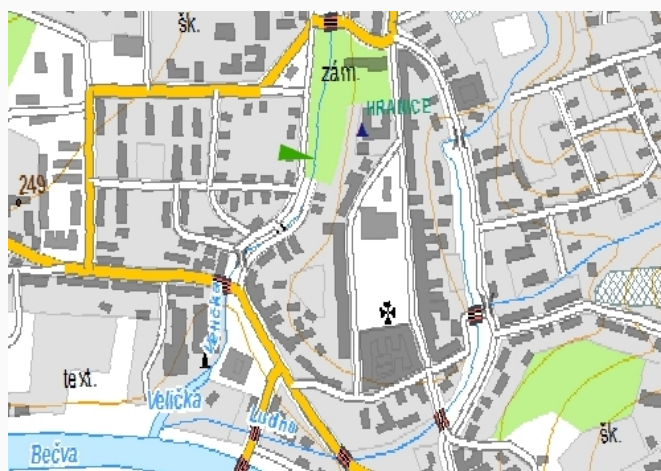 šk.
zám.
HRANICE
249
Velička
text.
Velička
Ludina
šk.
Bečva